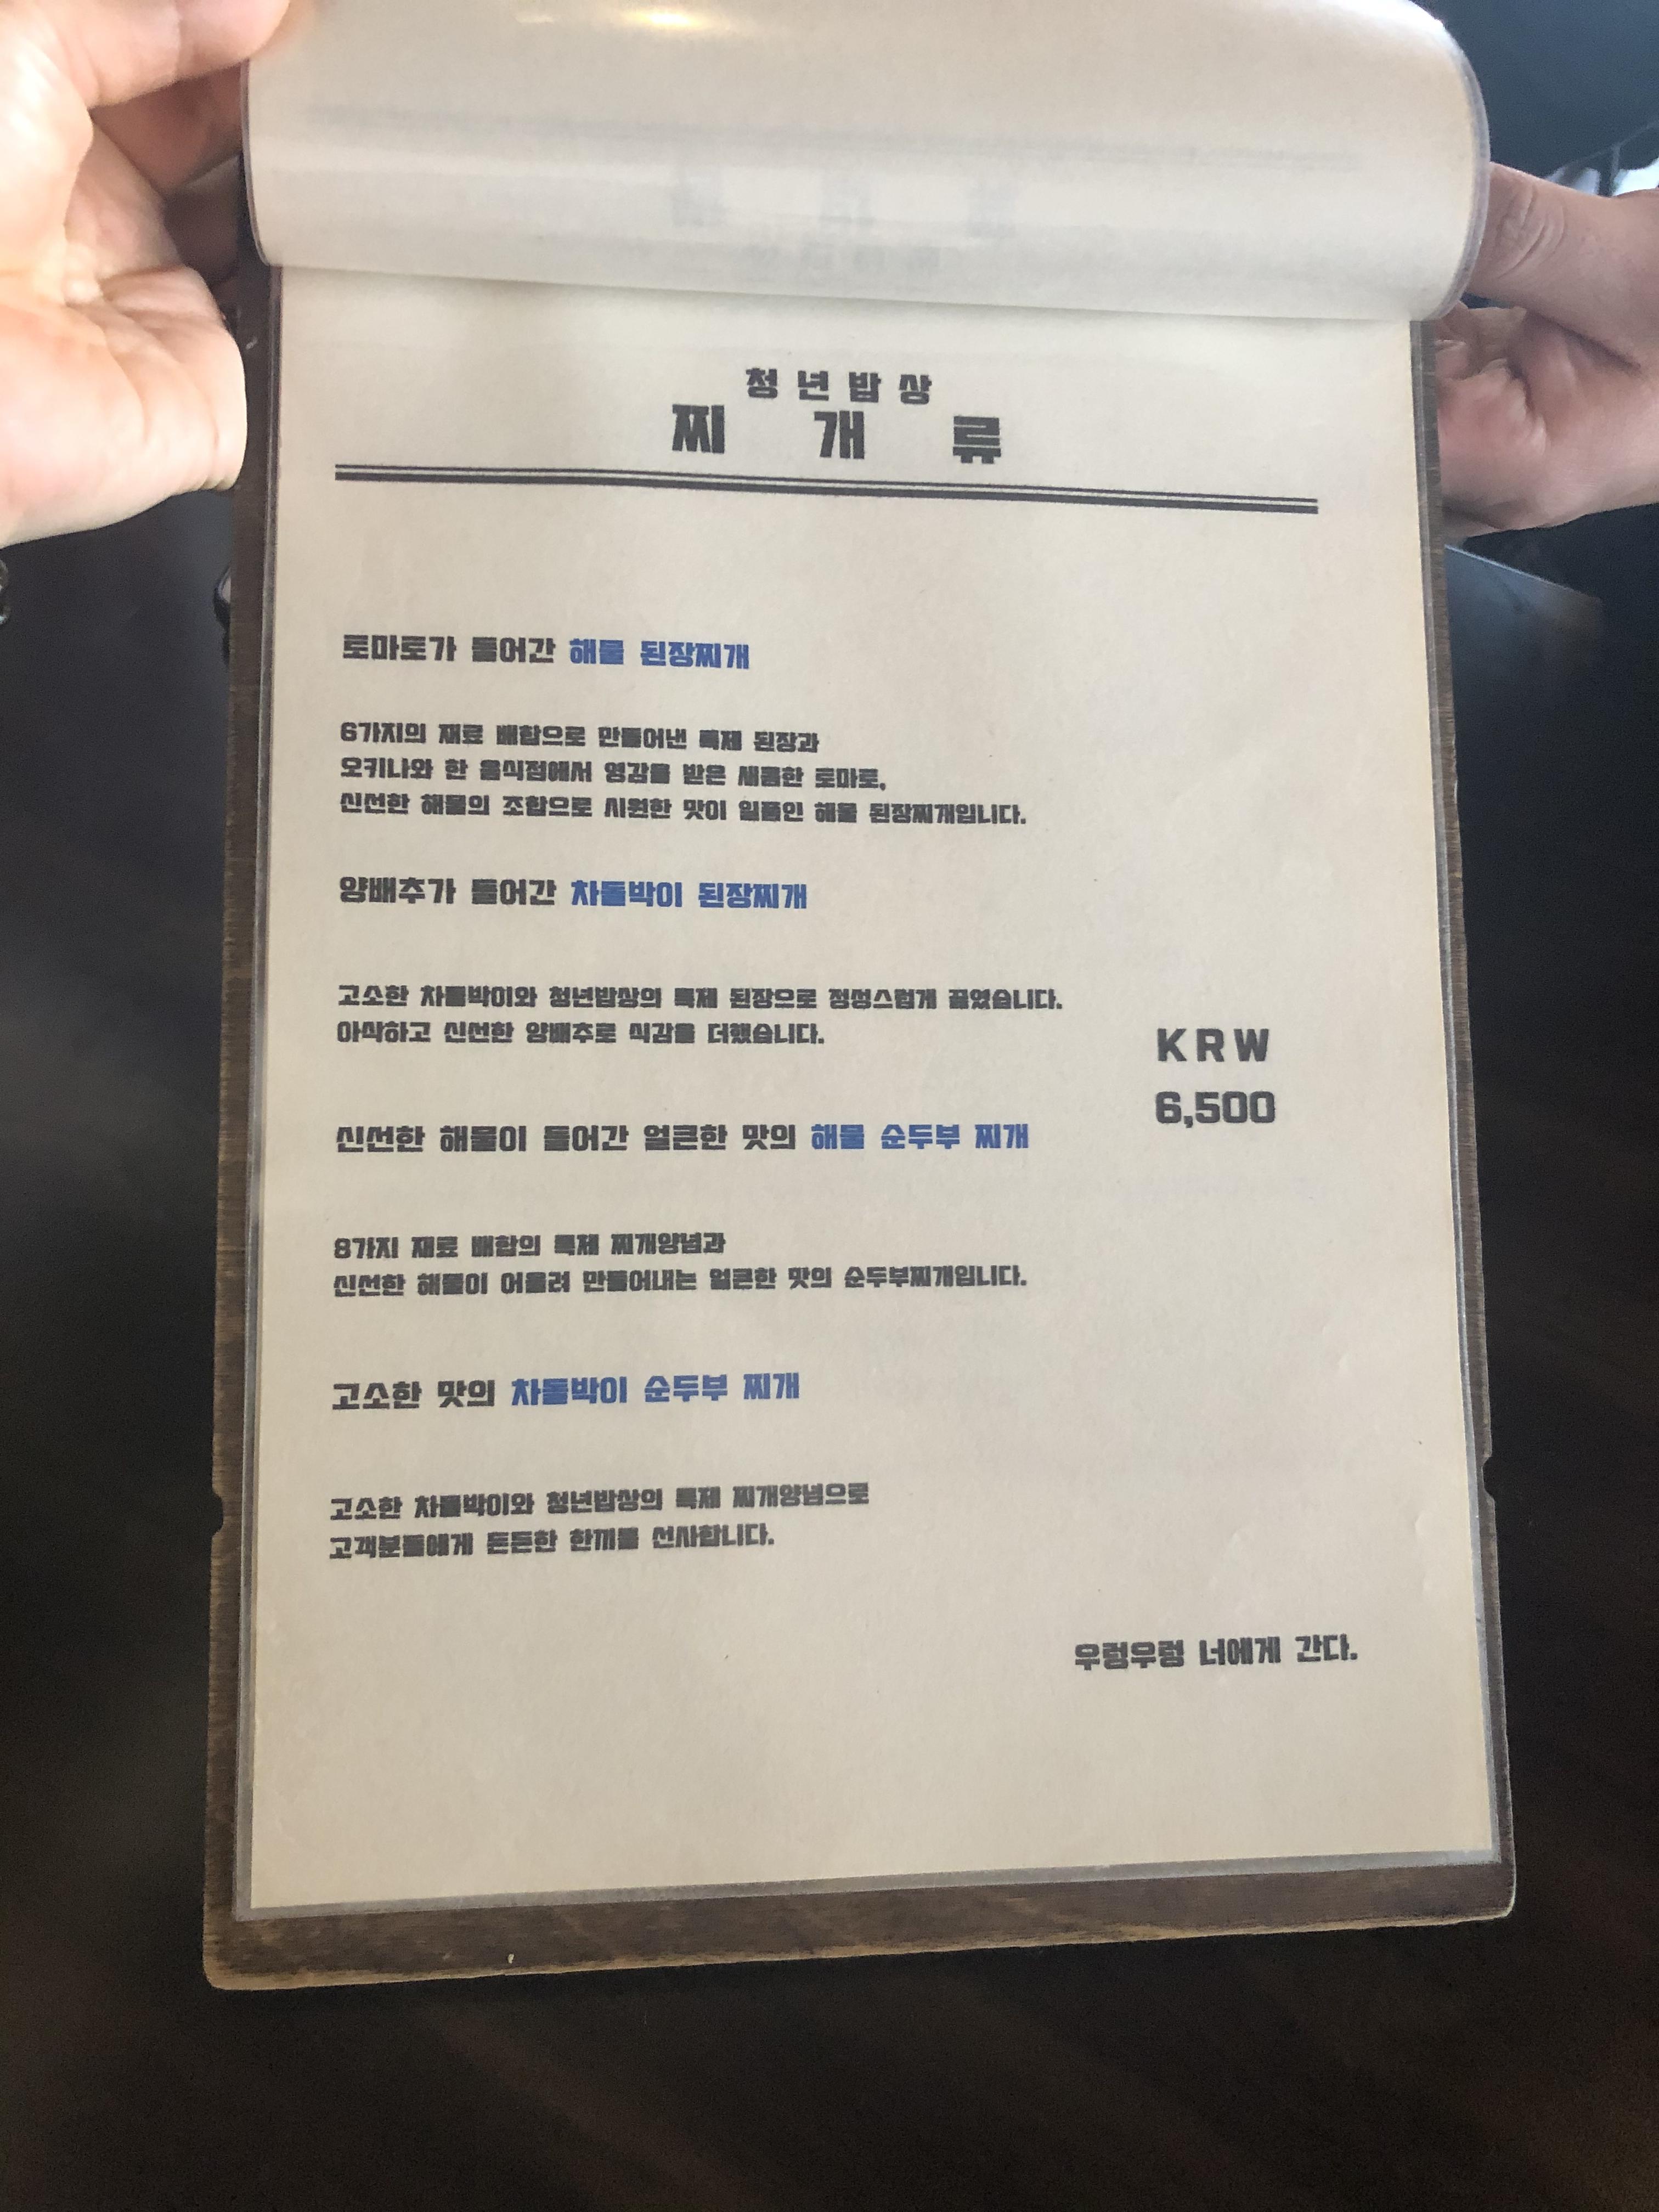 청년밥상
찌개류
토마토가 들어간 해물 된장찌개
6가지의 재료 배합으로 만들어낸 특제 된장과
오키나와 한 음식점에서 영감을 받은 새콤한 토마토,
신선한 해물의 조합으로 시원한 맛이 일품인 해물 된장찌개입니다.
양배추가 들어간 차돌박이 된장찌개
고소한 차돌박이와 청년밥상의 특제 된장으로 정성스럽게 끓였습니다.
아삭하고 신선한 양배추로 식감을 더했습니다.
KRW
6,500
신선한 해물이 들어간 얼큰한 맛의 해물 순두부 찌개
8가지 재료 배합의 특제 찌개양념과
신선한 해물이 어울려 만들어내는 얼큰한 맛의 순두부찌개입니다.
고소한 맛의 차돌박이 순두부 찌개
고소한 차돌박이와 청년밥상의 특제 찌개양념으로
고객분들에게 든든한 한끼를 선사합니다.
우렁우렁 너에게 간다.